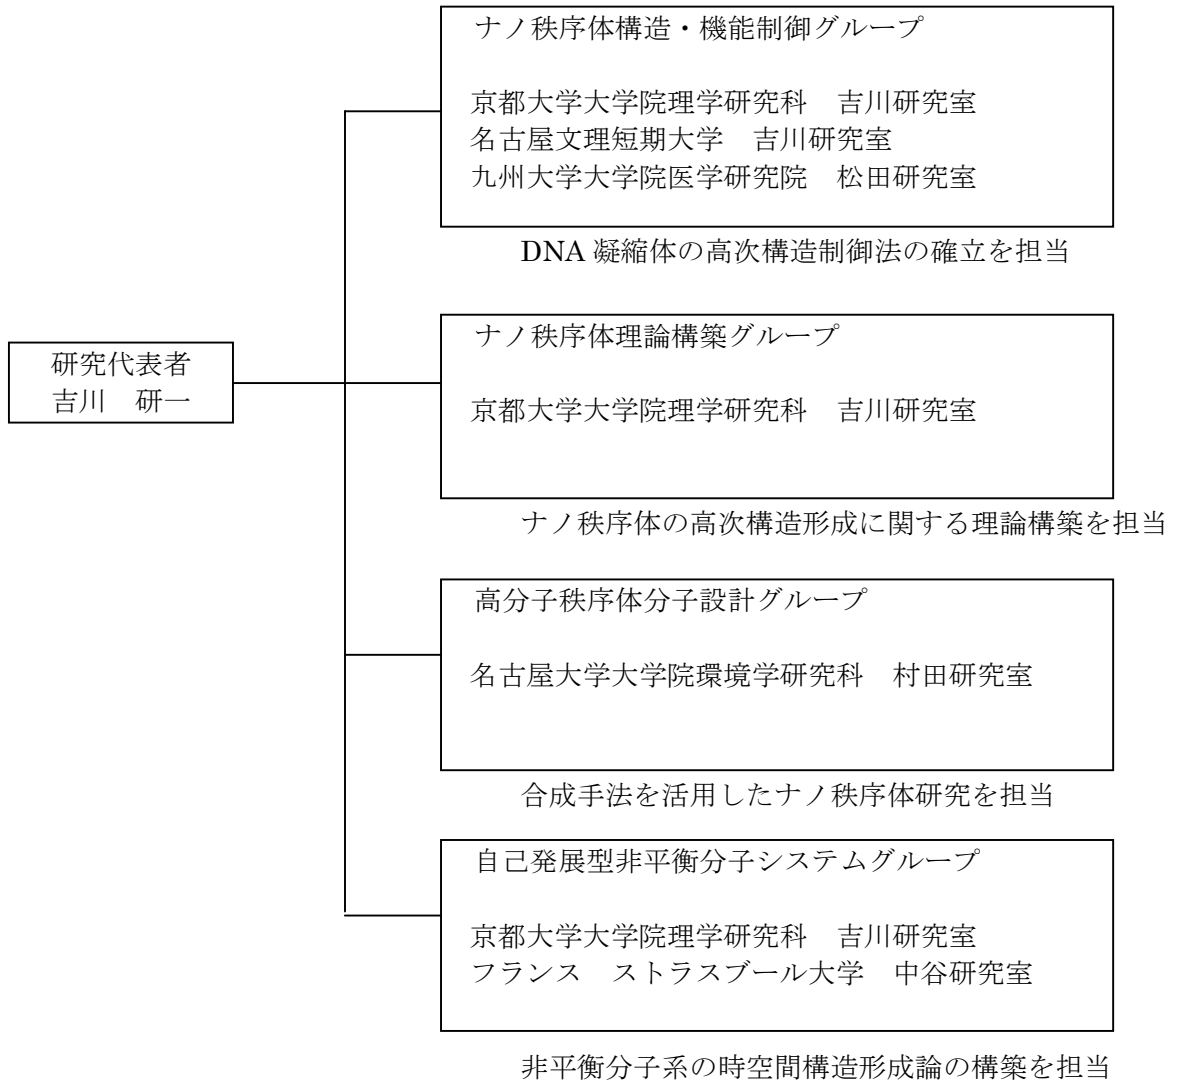 ナノ秩序体構造・機能制御グループ
京都大学大学院理学研究科　吉川研究室
名古屋文理短期大学　吉川研究室
九州大学大学院医学研究院　松田研究室
DNA 凝縮体の高次構造制御法の確立を担当
研究代表者
吉川　研一
ナノ秩序体理論構築グループ
京都大学大学院理学研究科　吉川研究室
ナノ秩序体の高次構造形成に関する理論構築を担当
高分子秩序体分子設計グループ
名古屋大学大学院環境学研究科　村田研究室
合成手法を活用したナノ秩序体研究を担当
自己発展型非平衡分子システムグループ
京都大学大学院理学研究科　吉川研究室
フランス　ストラスブール大学　中谷研究室
非平衡分子系の時空間構造形成論の構築を担当